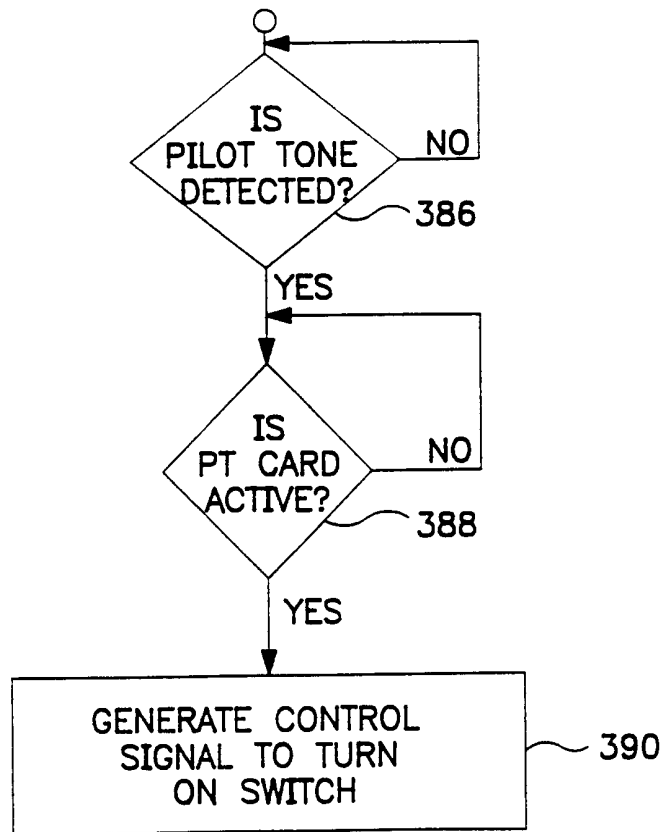 IS
PILOT TONE
DETECTED?
NO
386
YES
IS
PT CARD
ACTIVE?
NO
388
YES
GENERATE CONTROL
SIGNAL TO TURN
ON SWITCH
390